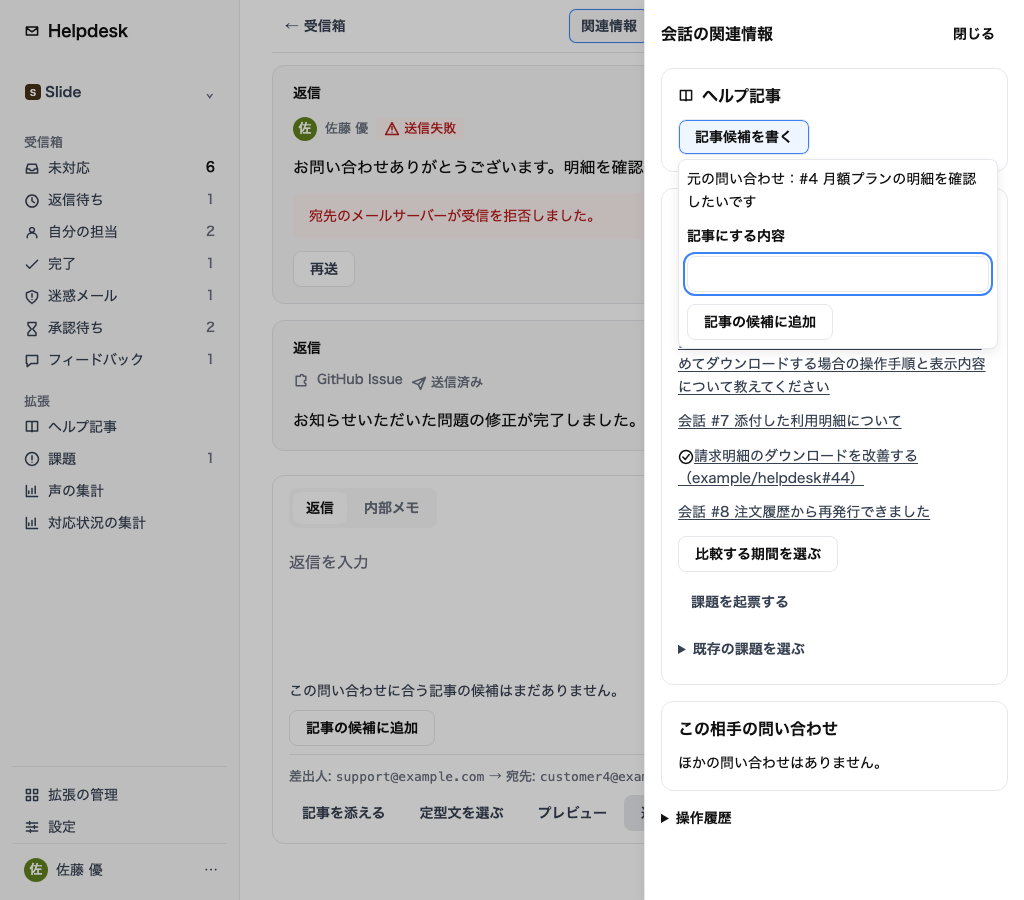 Helpdesk
S Slide
受信箱
未対応 6
返信待ち 1
自分の担当 2
完了 1
迷惑メール 1
承認待ち 2
フィードバック 1
拡張
ヘルプ記事
課題 1
声の集計
対応状況の集計
拡張の管理
設定
佐 佐藤 優 …
← 受信箱
関連情報
返信
佐 佐藤 優 送信失敗
お問い合わせありがとうございます。明細を確認
宛先のメールサーバーが受信を拒否しました。
再送
返信
GitHub Issue 送信済み
お知らせいただいた問題の修正が完了しました。
返信 内部メモ
返信を入力
この問い合わせに合う記事の候補はまだありません。
記事の候補に追加
差出人: support@example.com → 宛先: customer4@exam
記事を添える 定型文を選ぶ プレビュー
会話の関連情報 閉じる
ヘルプ記事
記事候補を書く
元の問い合わせ：#4 月額プランの明細を確認
したいです
記事にする内容
記事の候補に追加
めてダウンロードする場合の操作手順と表示内容
について教えてください
会話 #7 添付した利用明細について
請求明細のダウンロードを改善する
（example/helpdesk#44）
会話 #8 注文履歴から再発行できました
比較する期間を選ぶ
課題を起票する
▶ 既存の課題を選ぶ
この相手の問い合わせ
ほかの問い合わせはありません。
▶ 操作履歴